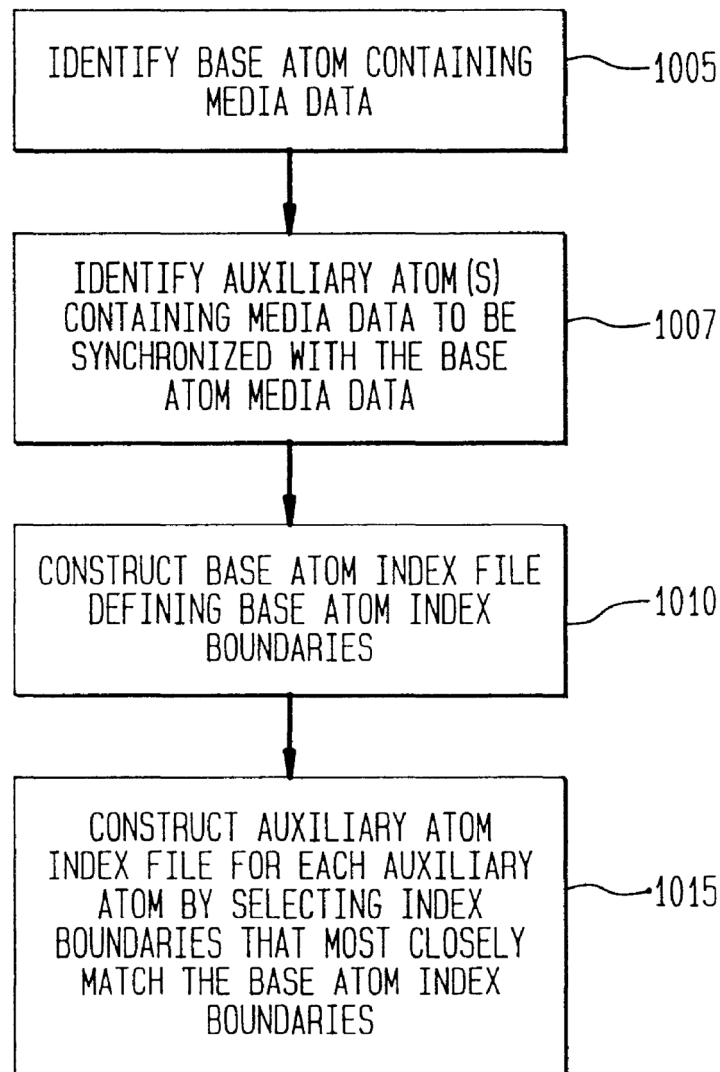 IDENTIFY BASE ATOM CONTAINING
MEDIA DATA
1005
IDENTIFY AUXILIARY ATOM(S)
CONTAINING MEDIA DATA TO BE
SYNCHRONIZED WITH THE BASE
ATOM MEDIA DATA
1007
CONSTRUCT BASE ATOM INDEX FILE
DEFINING BASE ATOM INDEX
BOUNDARIES
1010
CONSTRUCT AUXILIARY ATOM
INDEX FILE FOR EACH AUXILIARY
ATOM BY SELECTING INDEX
BOUNDARIES THAT MOST CLOSELY
MATCH THE BASE ATOM INDEX
BOUNDARIES
1015